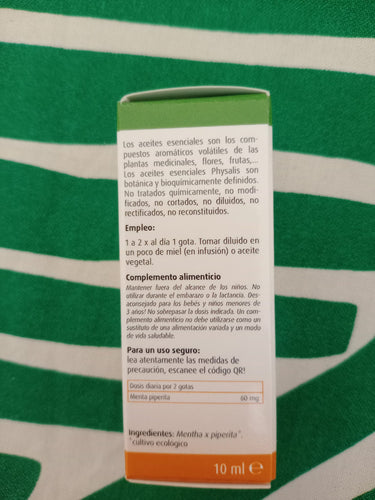 Los aceites esenciales son los com-
puestos aromáticos volátiles de las
plantas medicinales, flores, frutas,...
Los aceites esenciales Physalis son
botánica y bioquímicamente definidos.
No tratados químicamente, no modi-
ficados, no cortados, no diluidos, no
rectificados, no reconstituidos.
Empleo:
1 a 2 x al día 1 gota. Tomar diluido en
un poco de miel (en infusión) o aceite
vegetal.
Complemento alimenticio
Mantener fuera del alcance de los niños. No
utilizar durante el embarazo o la lactancia. Des-
aconsejado para los bebés y niños menores de
3 años! No sobrepasar la dosis indicada. Un com-
plemento alimenticio no debe utilizarse como un
sustituto de una alimentación variada y un modo
de vida saludable.
Para un uso seguro:
lea atentamente las medidas de
precaución, escanee el código QR!
Dosis diaria por 2 gotas
Menta piperita 60 mg
Ingredientes: Mentha x piperita*.
*cultivo ecológico
10 ml ℮